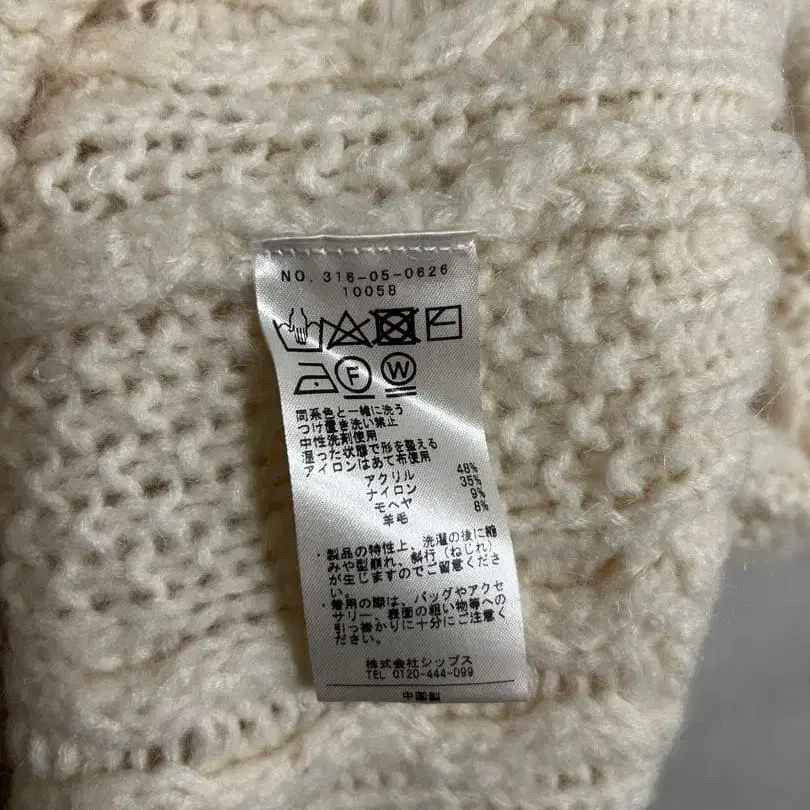 NO. 316-05-0626
10058
F W
同系色と一緒に洗う
つけ置き洗い禁止
中性洗剤使用
湿った状態で形を整える
アイロンはあて布使用
アクリル 48%
ナイロン 35%
モヘヤ 9%
羊毛 8%
・製品の特性上、洗濯の後に縮
みや型崩れ、斜行(ねじれ)
が生じますのでご留意くださ
い。
・着用の際は、バッグやアクセ
サリー、表面の粗い物等への
引っ掛かりに十分にご注意く
ださい。
株式会社シップス
TEL 0120-444-099
中国製